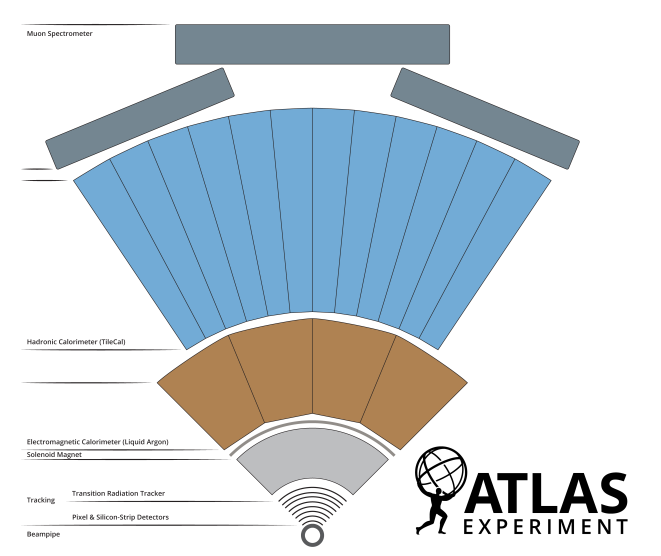 Muon Spectrometer
Hadronic Calorimeter (TileCal)
Electromagnetic Calorimeter (Liquid Argon)
Solenoid Magnet
Transition Radiation Tracker
Tracking
Pixel & Silicon-Strip Detectors
Beampipe
ATLAS
EXPERIMENT